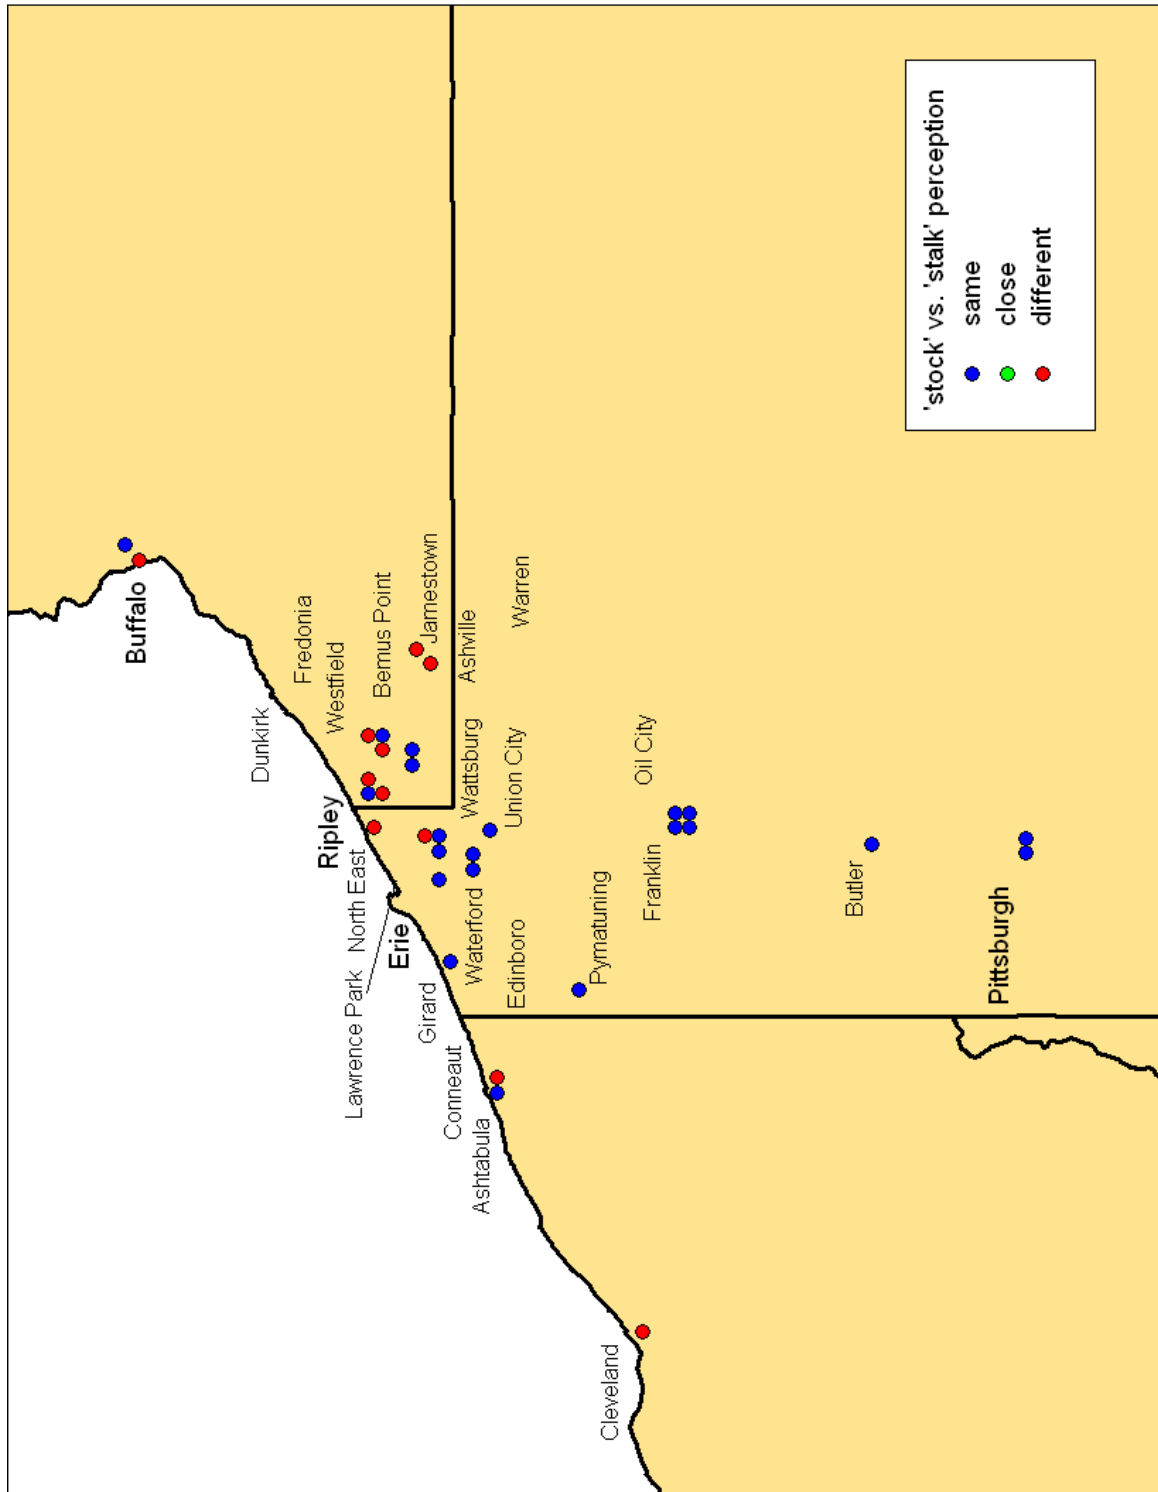 Buffalo
Dunkirk
Fredonia
Westfield
Bemus Point
Jamestown
Ashville
Warren
Ripley
North East
Lawrence Park
Erie
Wattsburg
Union City
Waterford
Edinboro
Girard
Conneaut
Ashtabula
Cleveland
Pymatuning
Franklin
Oil City
Butler
Pittsburgh
'stock' vs. 'stalk' perception
same
close
different